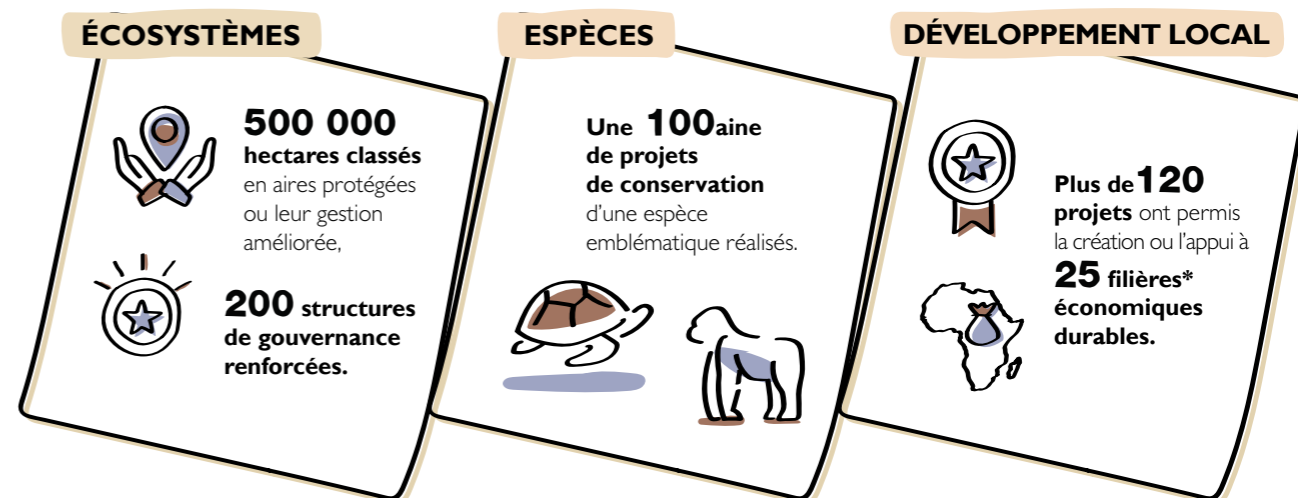 ÉCOSYSTÈMES
500 000
hectares classés
en aires protégées
ou leur gestion
améliorée,
200 structures
de gouvernance
renforcées.
ESPÈCES
Une 100aine
de projets
de conservation
d'une espèce
emblématique réalisés.
DÉVELOPPEMENT LOCAL
Plus de 120
projets ont permis
la création ou l'appui à
25 filières*
économiques
durables.